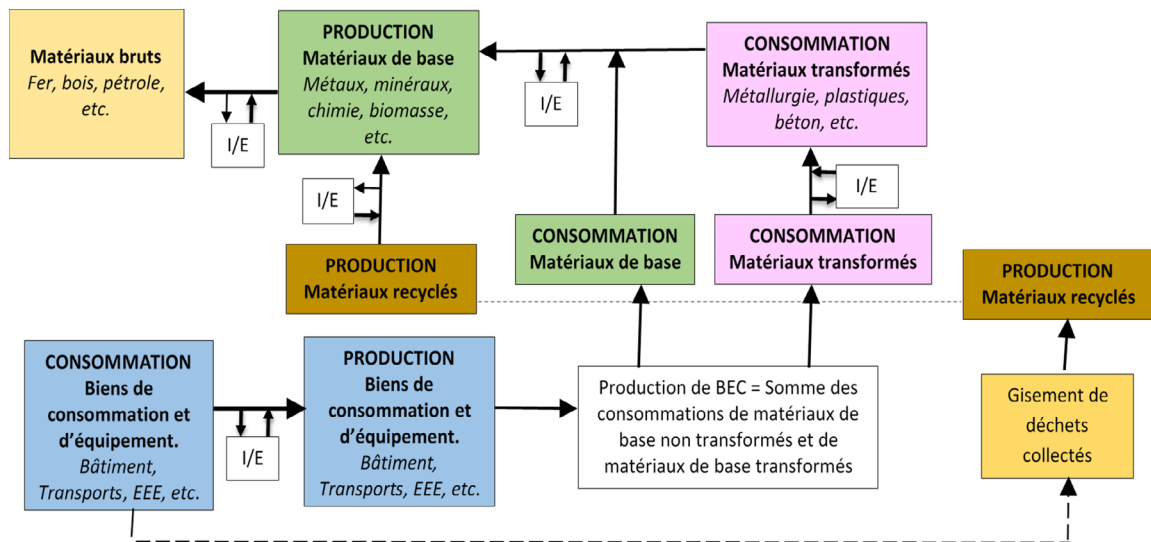 Matériaux bruts
Fer, bois, pétrole,
etc.
I/E
PRODUCTION
Matériaux de base
Métaux, minéraux,
chimie, biomasse,
etc.
I/E
CONSOMMATION
Matériaux transformés
Métallurgie, plastiques,
béton, etc.
I/E
I/E
PRODUCTION
Matériaux recyclés
CONSOMMATION
Matériaux de base
CONSOMMATION
Matériaux transformés
PRODUCTION
Matériaux recyclés
CONSOMMATION
Biens de
consommation et
d’équipement.
Bâtiment,
Transports, EEE, etc.
I/E
PRODUCTION
Biens de
consommation et
d’équipement.
Bâtiment,
Transports, EEE, etc.
Production de BEC = Somme des
consommations de matériaux de
base non transformés et de
matériaux de base transformés
Gisement de
déchets
collectés